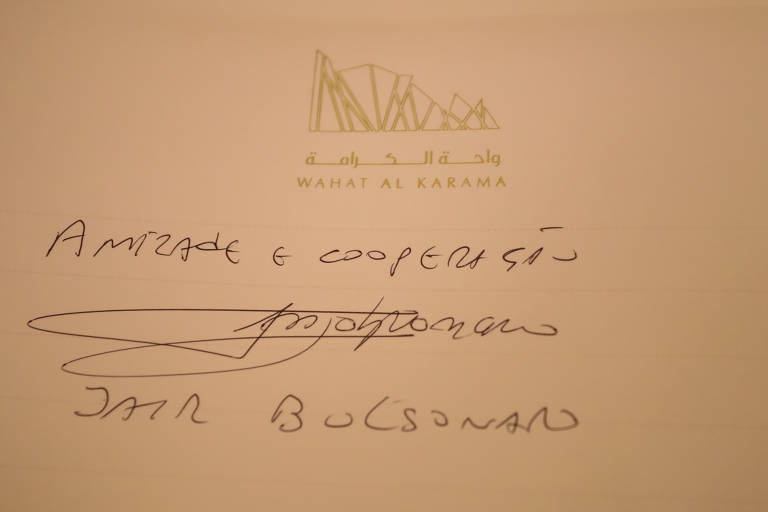 واحة الكرامة
WAHAT AL KARAMA
AMIZADE E COOPERAÇÃO
JAIR BOLSONARO